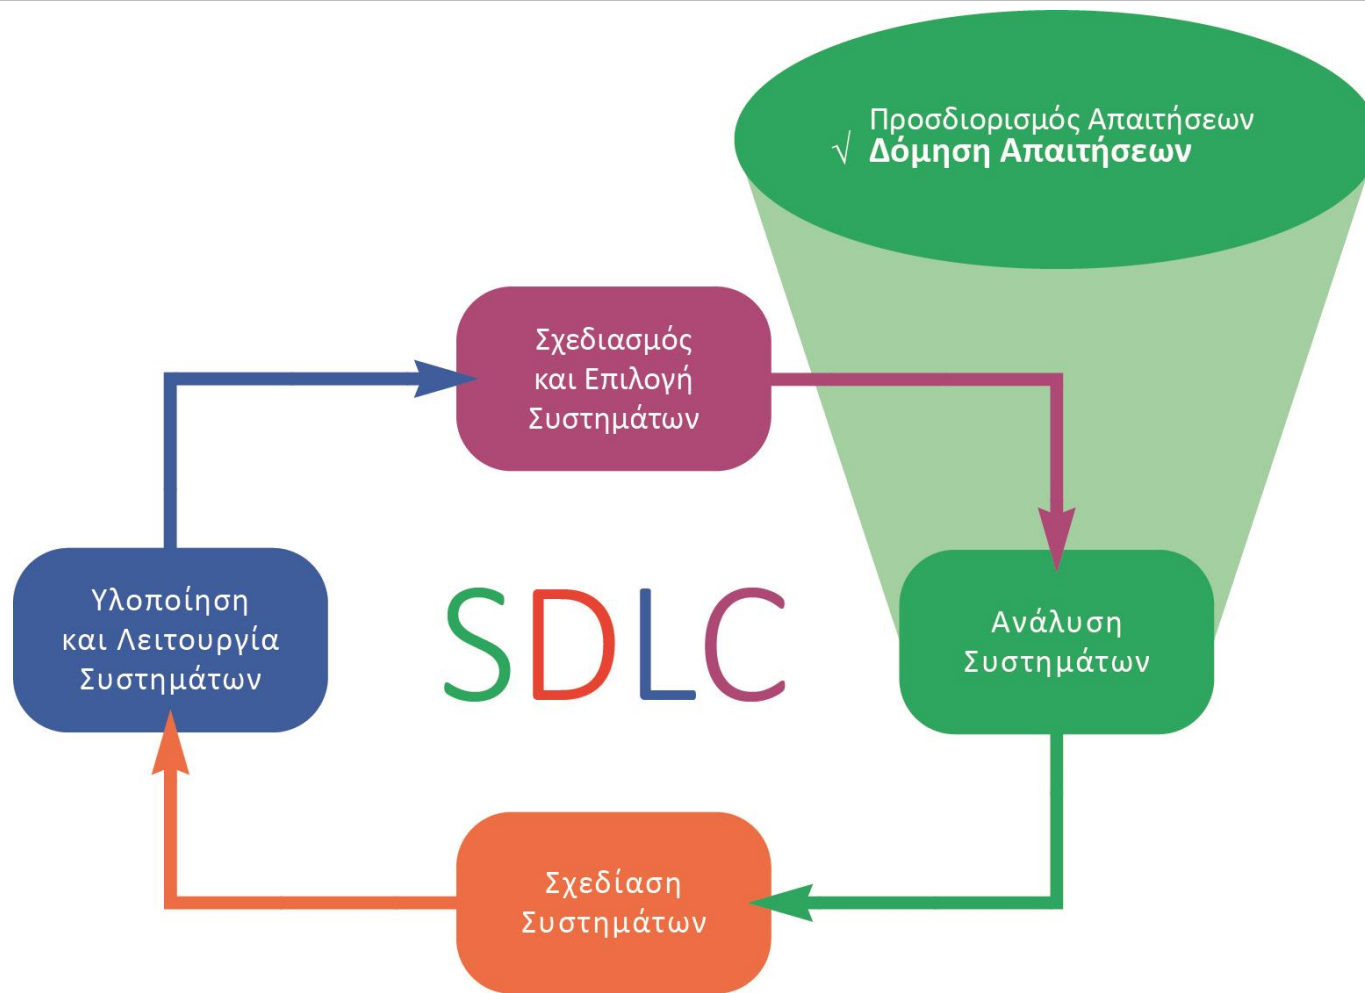 Προσδιορισμός Απαιτήσεων
√ Δόμηση Απαιτήσεων
Σχεδιασμός
και Επιλογή
Συστημάτων
Υλοποίηση
και Λειτουργία
Συστημάτων
SDLC
Ανάλυση
Συστημάτων
Σχεδίαση
Συστημάτων